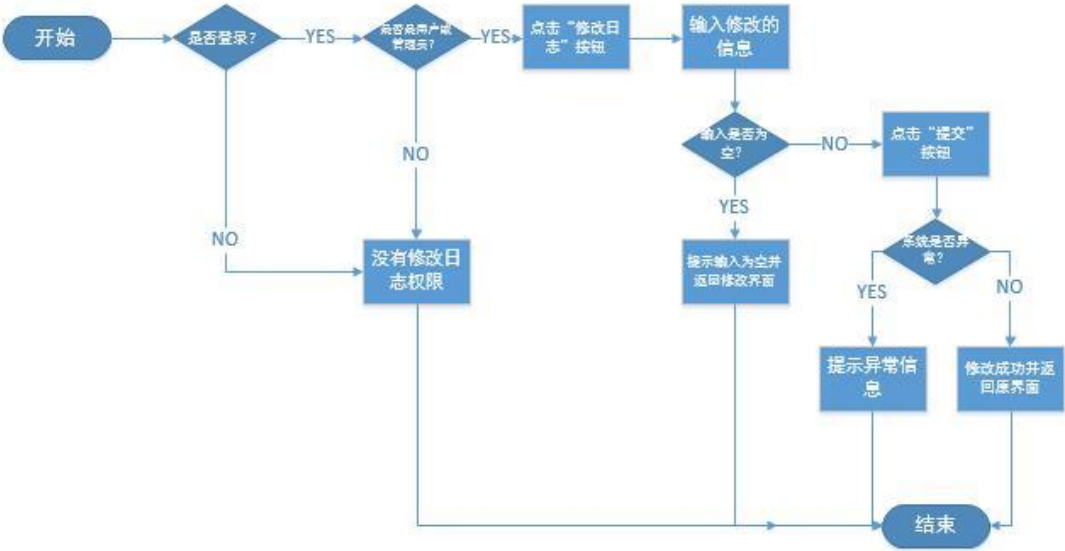 开始
是否登录？
YES
是否是用户或
管理员？
YES
点击“修改日
志”按钮
输入修改的
信息
NO
输入是否为
空？
NO
点击“提交”
按钮
YES
NO
没有修改日
志权限
提示输入为空并
返回修改界面
系统是否异
常？
YES
NO
提示异常信
息
修改成功并返
回原界面
结束